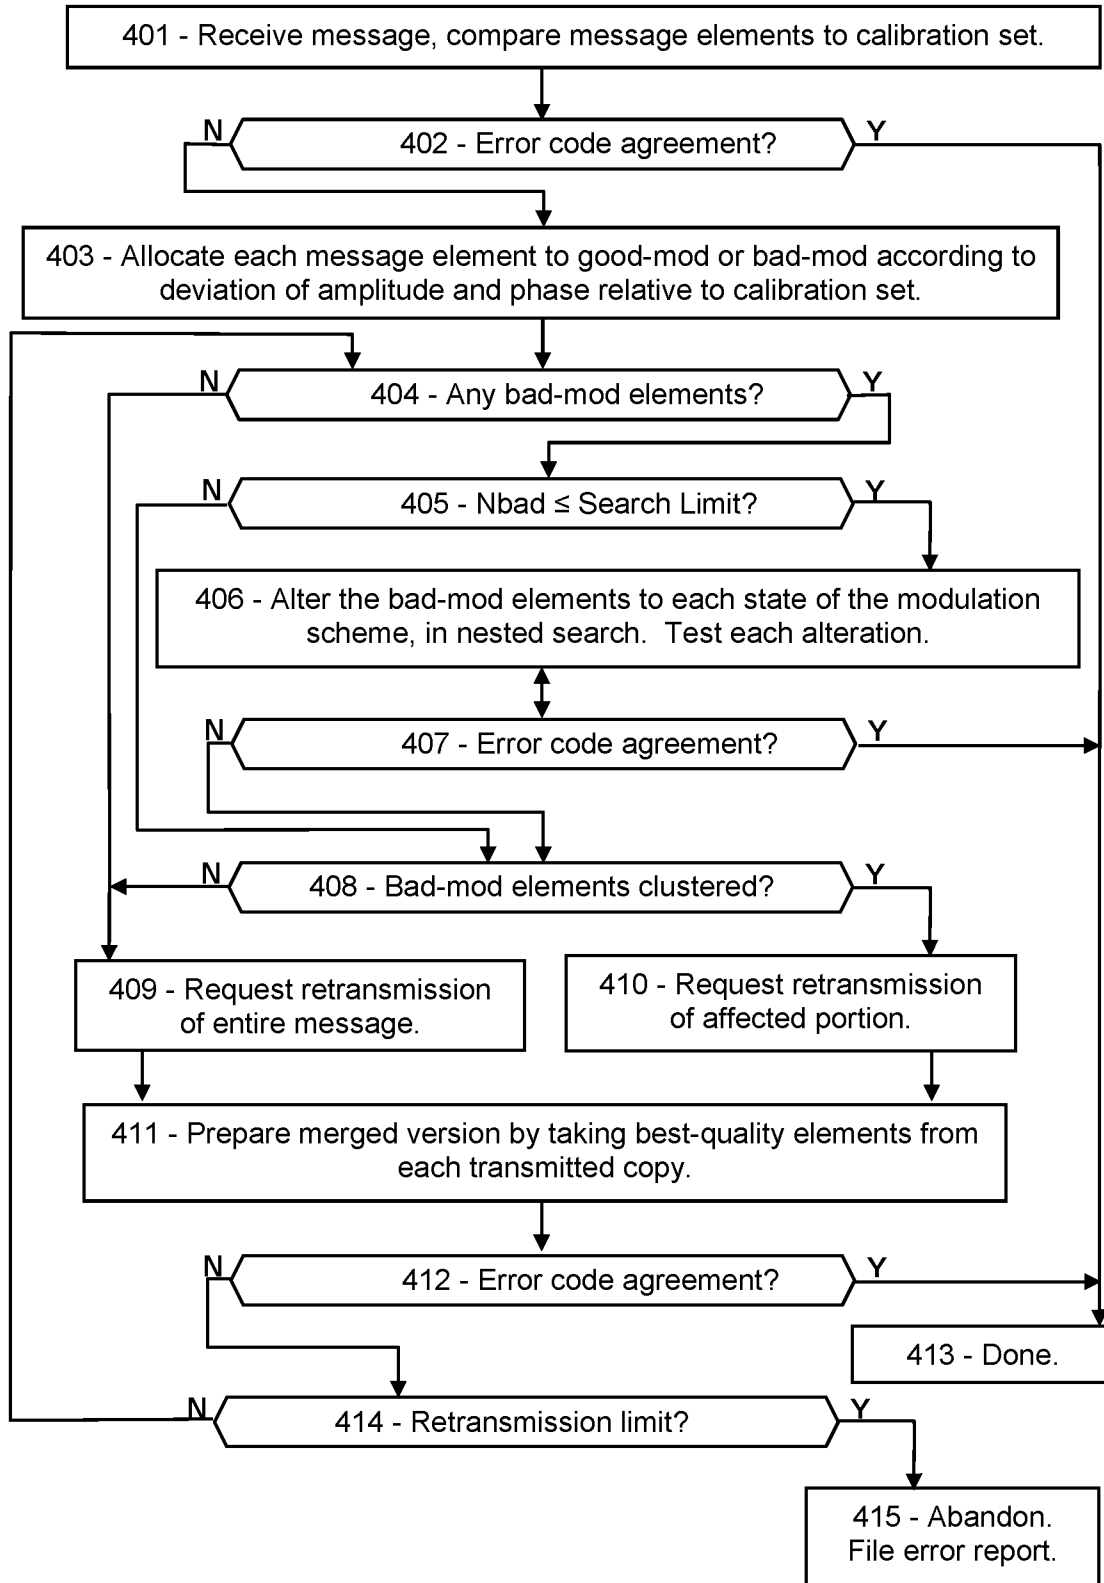 401 - Receive message, compare message elements to calibration set.
N
402 - Error code agreement?
Y
403 - Allocate each message element to good-mod or bad-mod according to
deviation of amplitude and phase relative to calibration set.
N
404 - Any bad-mod elements?
Y
N
405 - Nbad ≤ Search Limit?
Y
406 - Alter the bad-mod elements to each state of the modulation
scheme, in nested search.  Test each alteration.
N
407 - Error code agreement?
Y
N
408 - Bad-mod elements clustered?
Y
409 - Request retransmission
of entire message.
410 - Request retransmission
of affected portion.
411 - Prepare merged version by taking best-quality elements from
each transmitted copy.
N
412 - Error code agreement?
Y
413 - Done.
N
414 - Retransmission limit?
Y
415 - Abandon.
File error report.